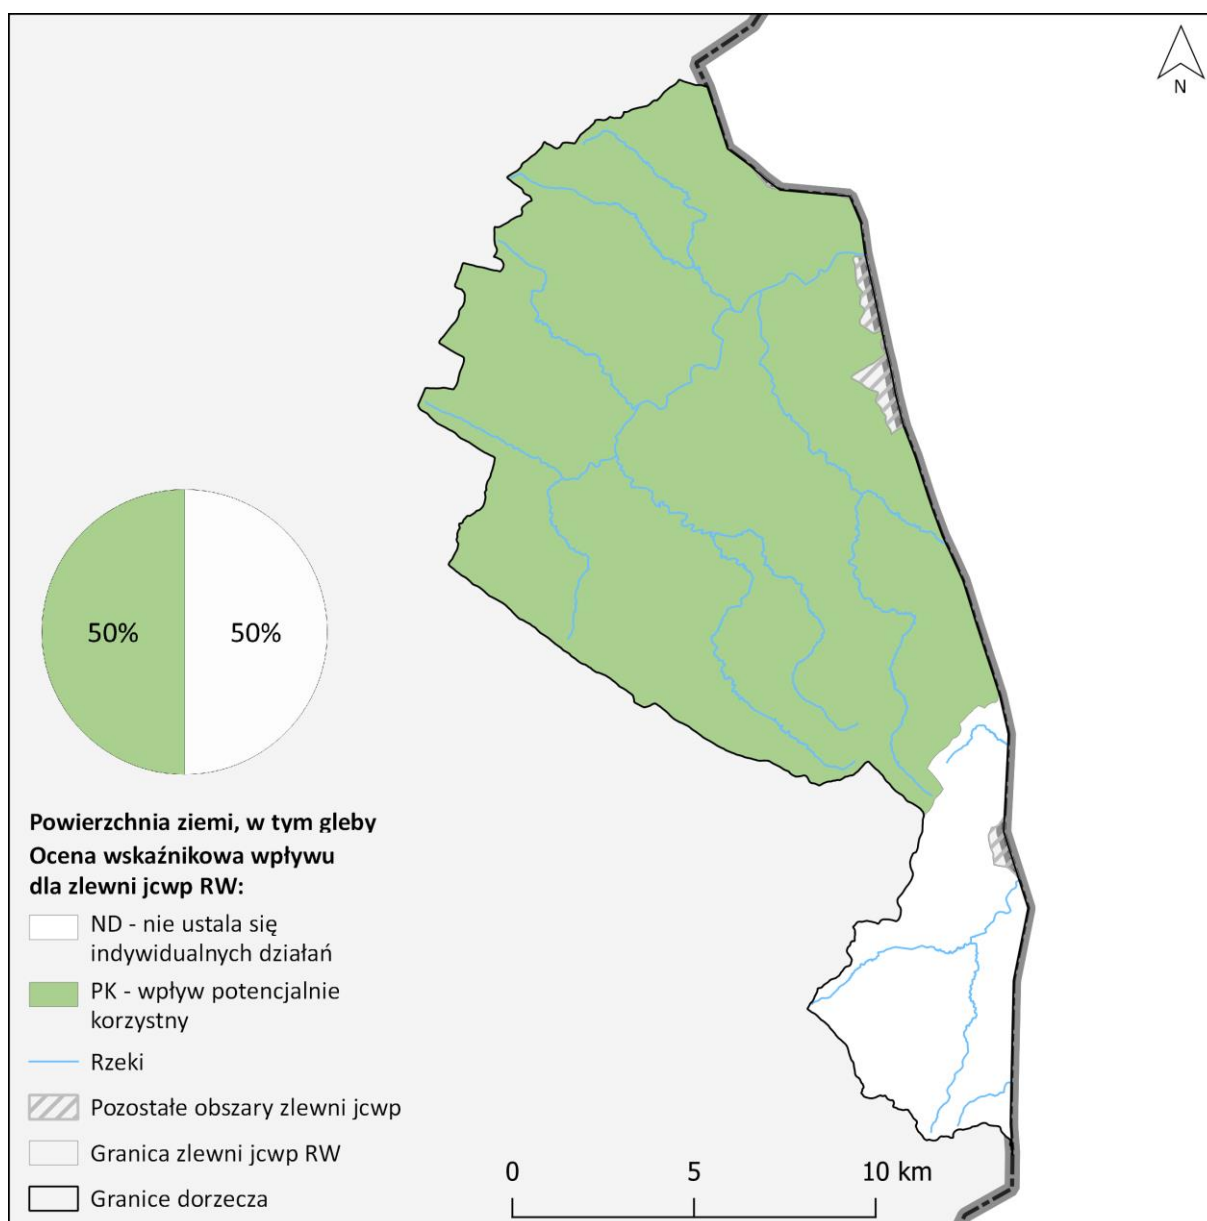 N
50%
50%
Powierzchnia ziemi, w tym gleby
Ocena wskaźnikowa wpływu
dla zlewni jcwp RW:
ND - nie ustala się
indywidualnych działań
PK - wpływ potencjalnie
korzystny
Rzeki
Pozostałe obszary zlewni jcwp
Granica zlewni jcwp RW
Granice dorzecza
0
5
10 km